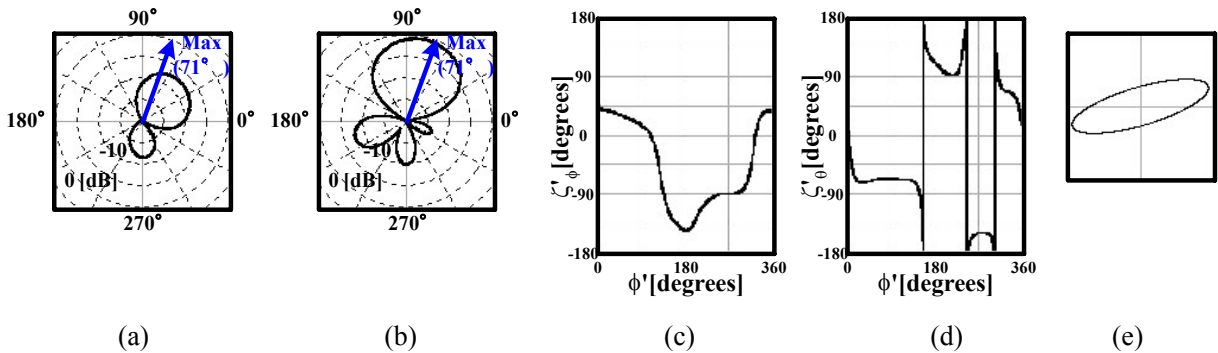 90°
Max
(71° )
180°
0°
-10
0 [dB]
270°
90°
Max
(71° )
180°
0°
-10
0 [dB]
270°
ζ'ϕ[degrees]
180
90
0
-90
-180
0
180
360
ϕ'[degrees]
ζ'θ[degrees]
180
90
0
-90
-180
0
180
360
ϕ'[degrees]
(a)
(b)
(c)
(d)
(e)